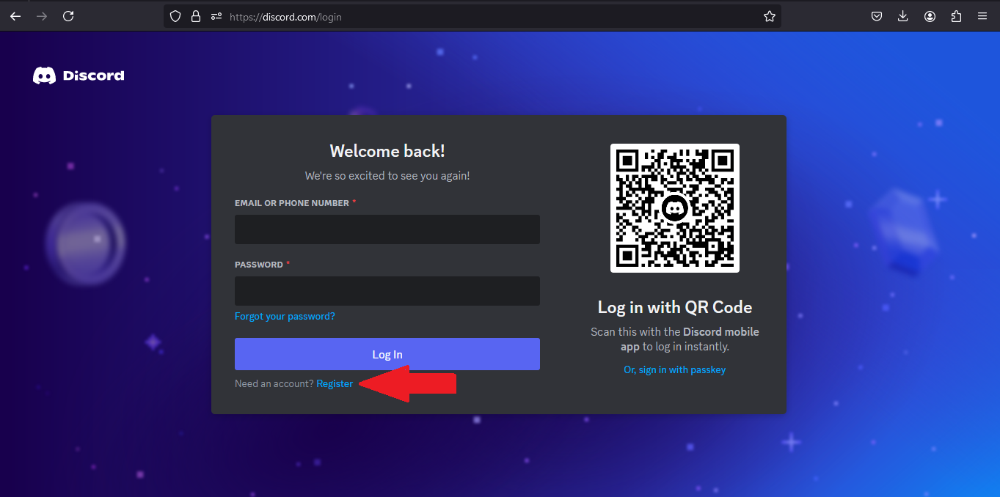 https://discord.com/login
Discord
Welcome back!
We're so excited to see you again!
EMAIL OR PHONE NUMBER *
PASSWORD *
Forgot your password?
Log In
Need an account? Register
Log in with QR Code
Scan this with the Discord mobile
app to log in instantly.
Or, sign in with passkey